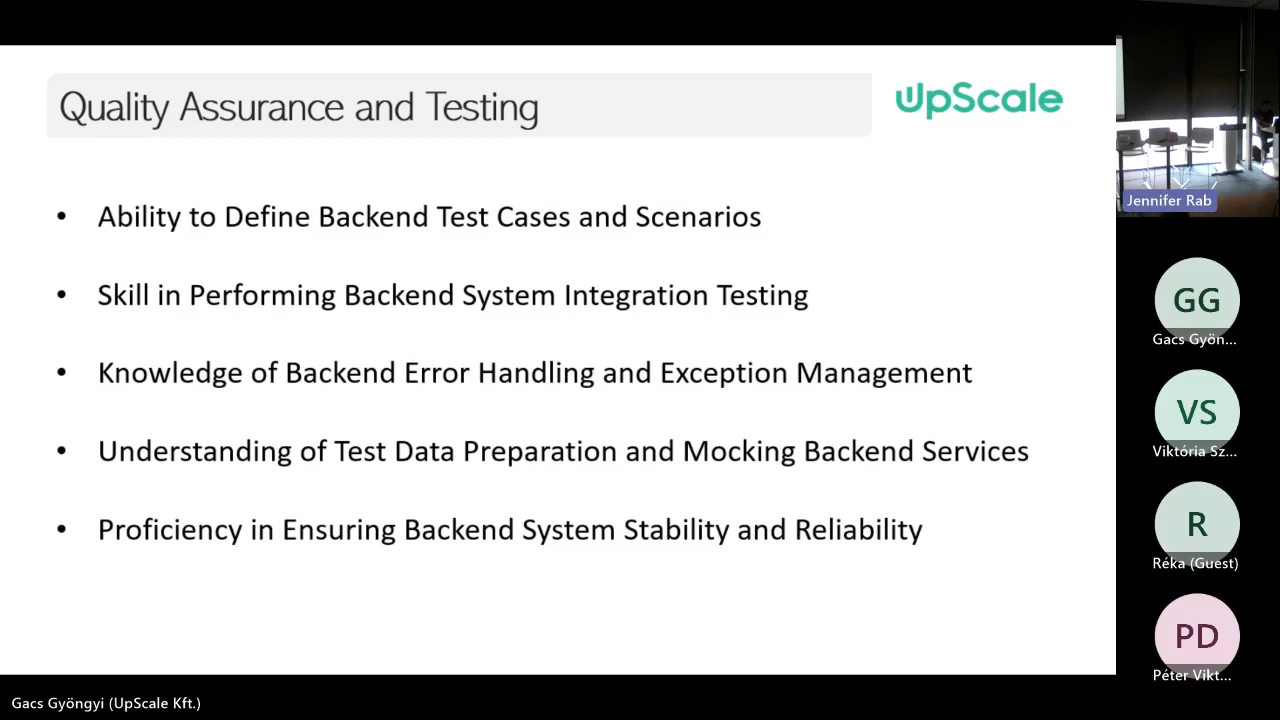 Quality Assurance and Testing
UpScale
• Ability to Define Backend Test Cases and Scenarios
• Skill in Performing Backend System Integration Testing
• Knowledge of Backend Error Handling and Exception Management
• Understanding of Test Data Preparation and Mocking Backend Services
• Proficiency in Ensuring Backend System Stability and Reliability
Jennifer Rab
GG
Gacs Gyön...
VS
Viktória Sz...
R
Réka (Guest)
PD
Péter Vikt...
Gacs Gyöngyi (UpScale Kft.)